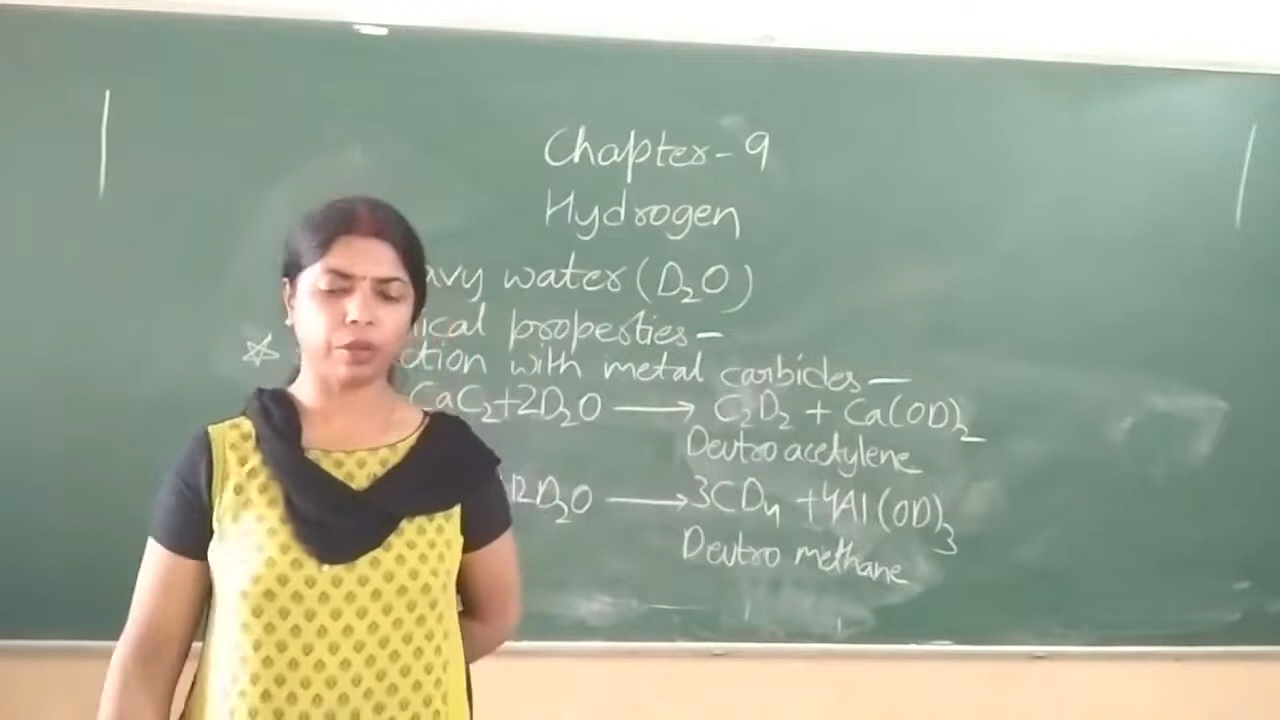 Chapter - 9
Hydrogen
avy water (D₂O)
ical properties -
ction with metal carbides -
CaC₂+2D₂O ⟶ C₂D₂ + Ca(OD)₂
Deutro acetylene
12D₂O ⟶ 3CD₄ + 4Al(OD)₃
Deutro methane